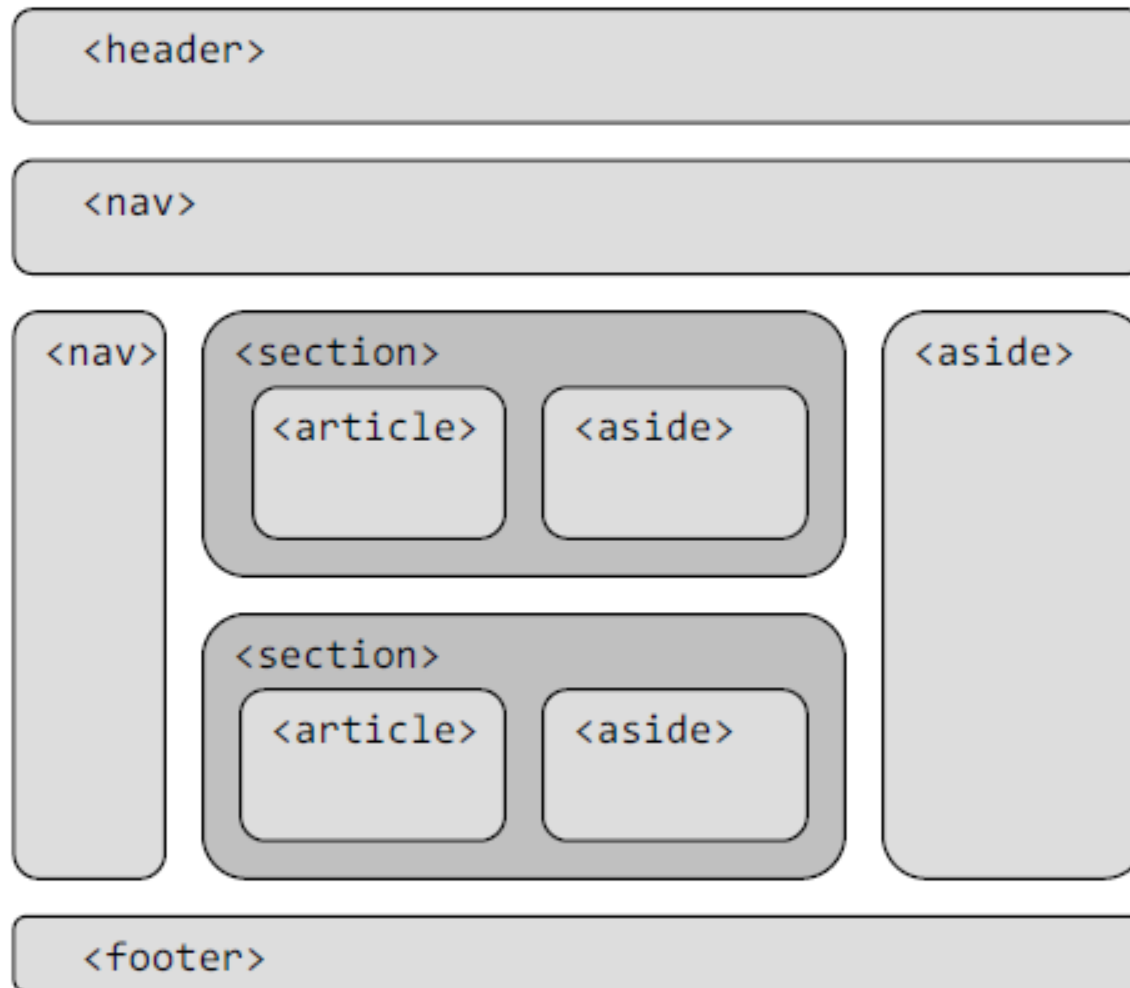 <header>
<nav>
<nav>
<section>
<article>
<aside>
<section>
<article>
<aside>
<aside>
<footer>